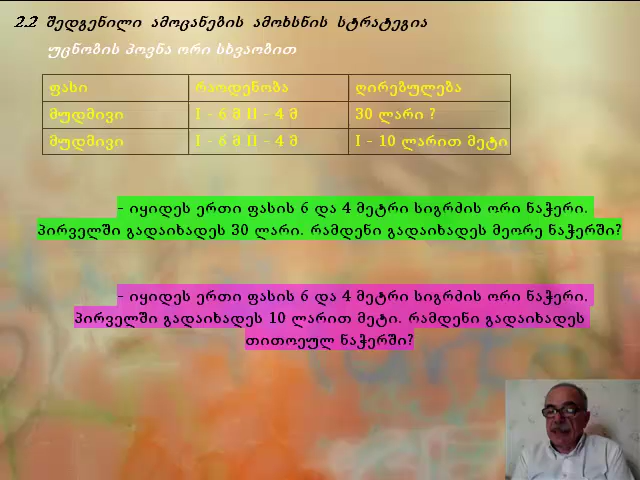 2.2 შედგენილი ამოცანების ამოხსნის სტრატეგია
უცნობის პოვნა ორი სხვაობით
ფასი რაოდენობა ღირებულება
მუდმივი I - 6 მ II - 4 მ 30 ლარი ?
მუდმივი I - 6 მ II - 4 მ I - 10 ლარით მეტი
- იყიდეს ერთი ფასის 6 და 4 მეტრი სიგრძის ორი ნაჭერი.
პირველში გადაიხადეს 30 ლარი. რამდენი გადაიხადეს მეორე ნაჭერში?
- იყიდეს ერთი ფასის 6 და 4 მეტრი სიგრძის ორი ნაჭერი.
პირველში გადაიხადეს 10 ლარით მეტი. რამდენი გადაიხადეს
თითოეულ ნაჭერში?